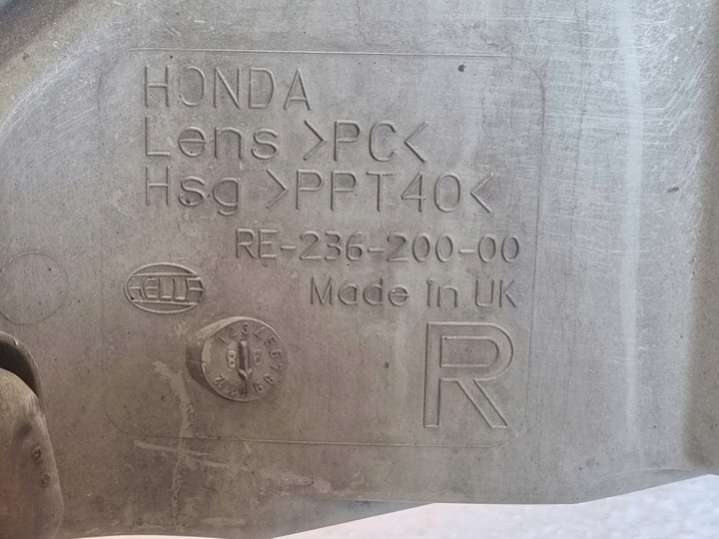 HONDA
Lens >PC<
Hsg >PPT40<
RE-236-200-00
HELLA
Made in UK
R